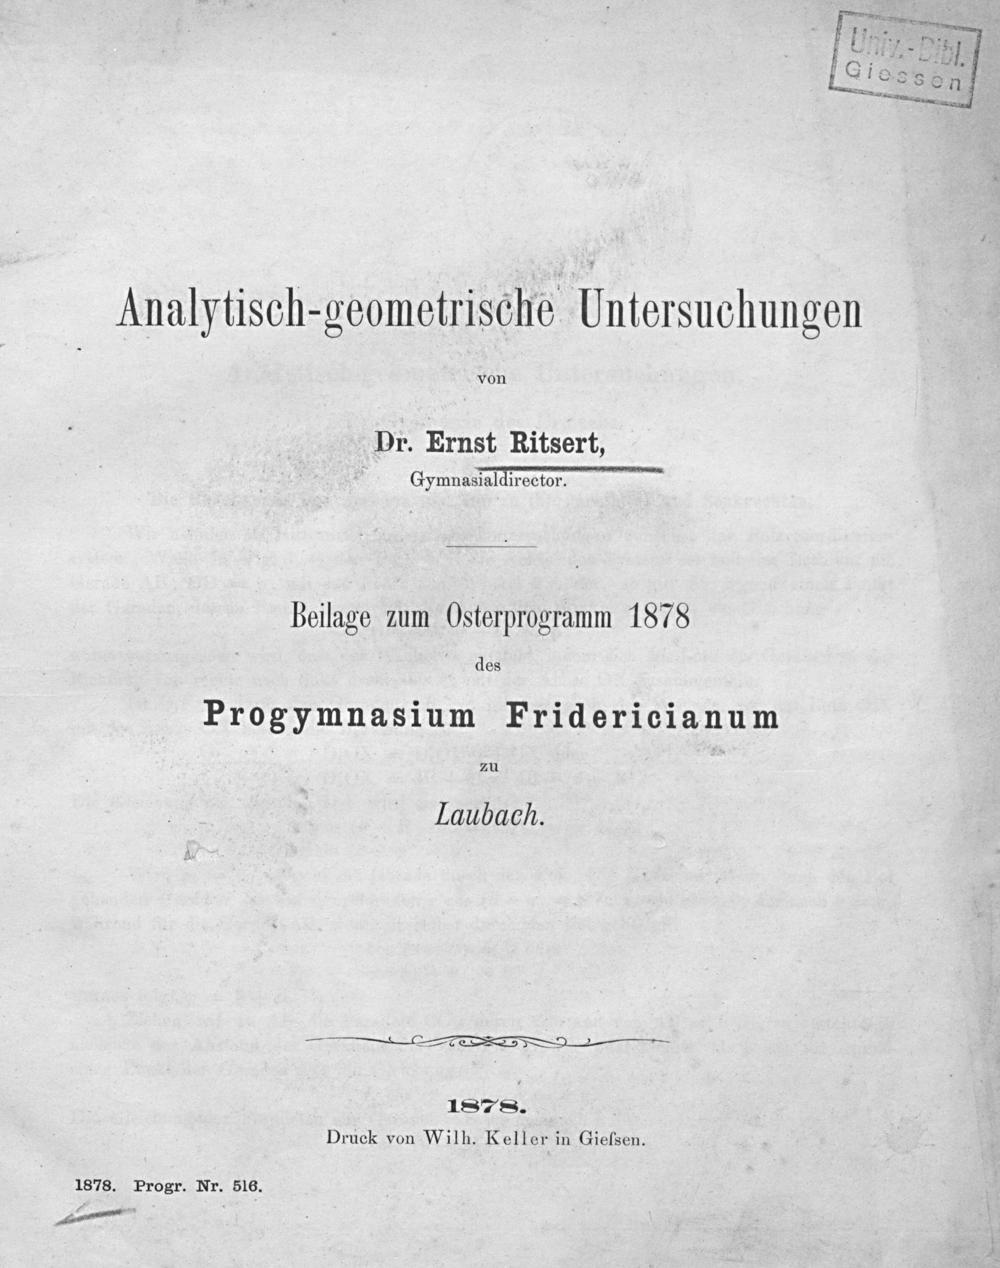 Univ.-Bibl.
Giessen
Analytisch-geometrische Untersuchungen
von
Dr. Ernst Ritsert,
Gymnasialdirector.
Beilage zum Osterprogramm 1878
des
Progymnasium Fridericianum
zu
Laubach.
1878.
Druck von Wilh. Keller in Gieſsen.
1878. Progr. Nr. 516.